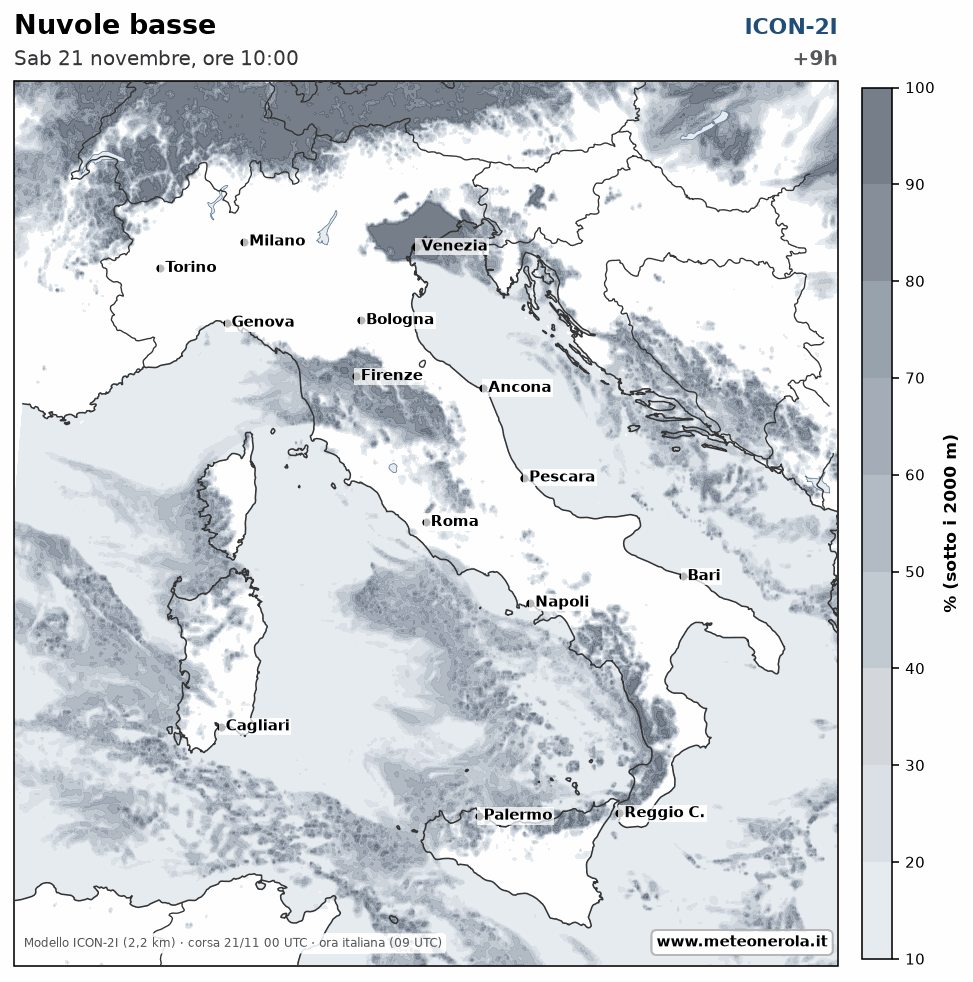 Nuvole basse
ICON-2I
Sab 21 novembre, ore 10:00
+9h
Milano
Venezia
Torino
Genova
Bologna
Firenze
Ancona
Pescara
Roma
Bari
Napoli
Cagliari
Palermo
Reggio C.
Modello ICON-2I (2,2 km) · corsa 21/11 00 UTC · ora italiana (09 UTC)
www.meteonerola.it
100
90
80
70
60
50
40
30
20
10
% (sotto i 2000 m)